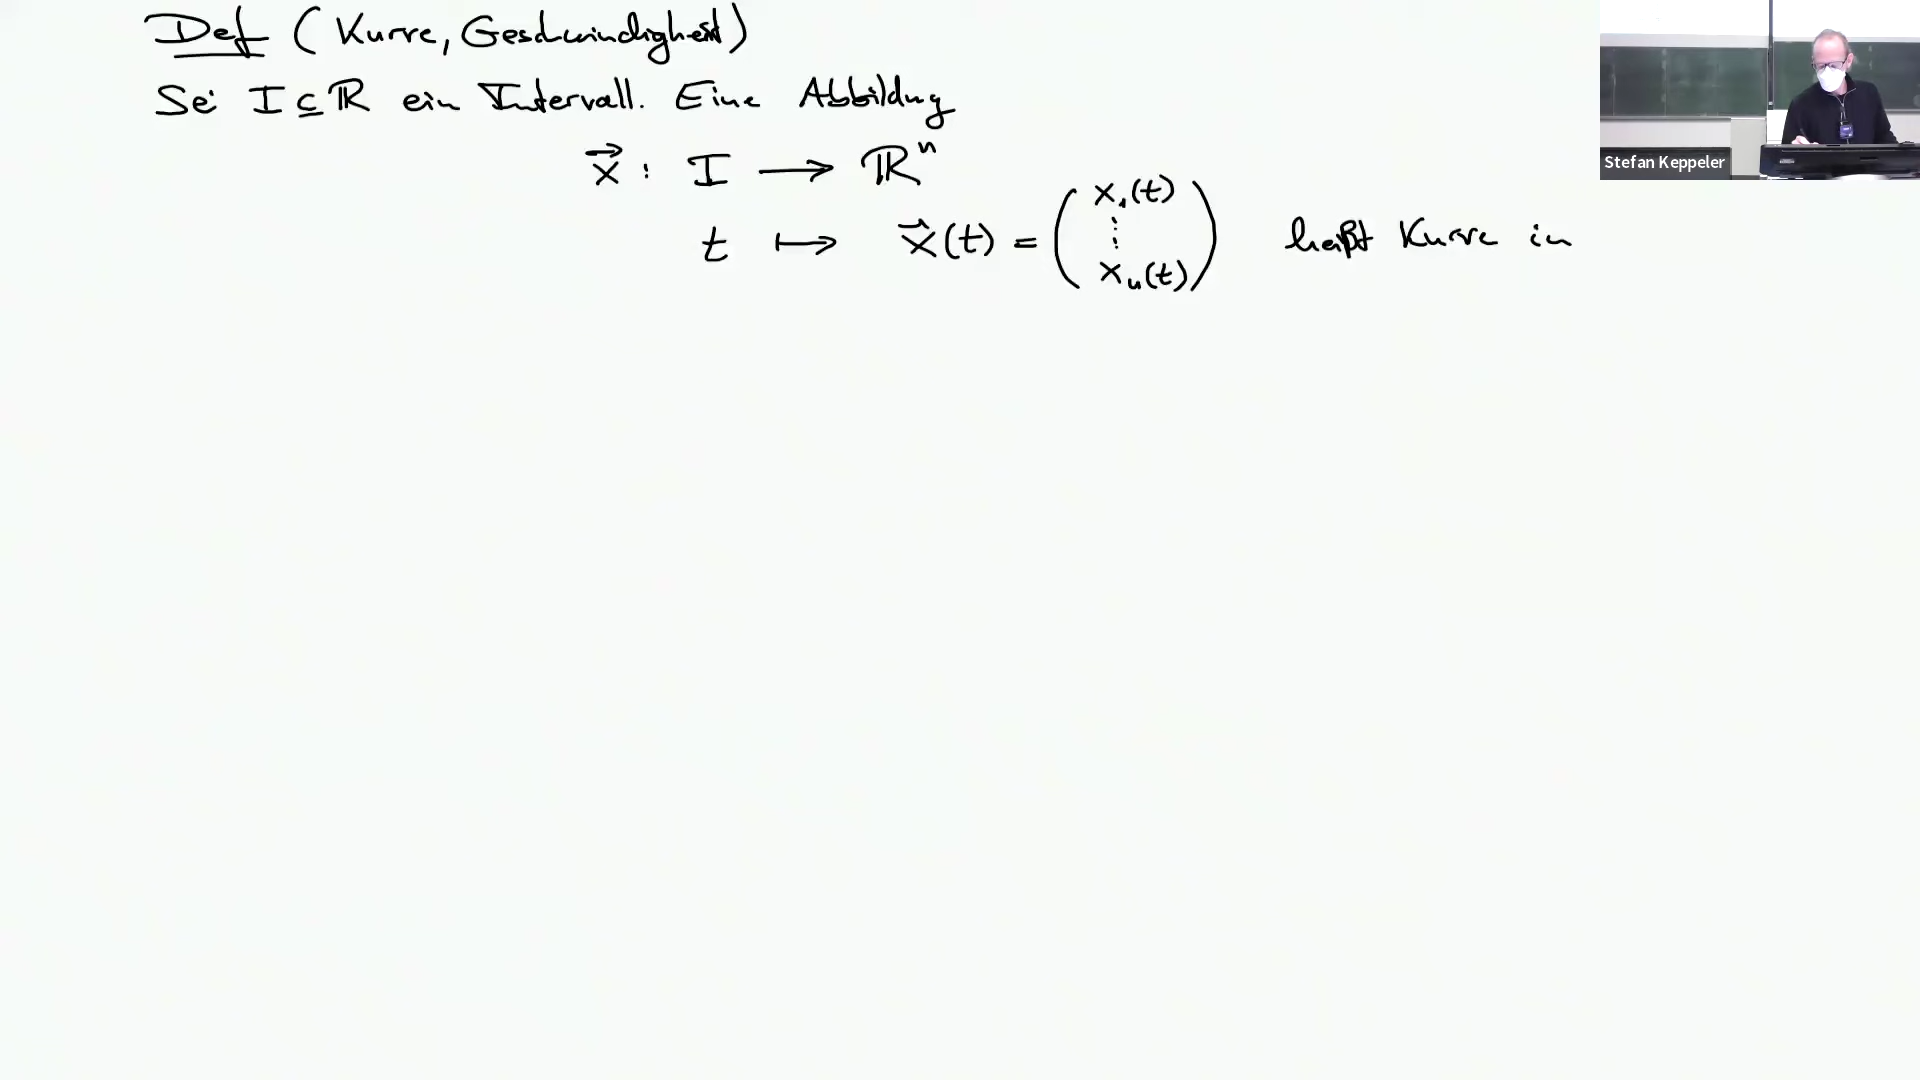 Def (Kurve, Geschwindigkeit)
Sei I ⊆ ℝ ein Intervall. Eine Abbildung
x⃗ : I ⟶ ℝⁿ
t ⟼ x⃗(t) = (x₁(t) ⋮ xₙ(t)) heißt Kurve in
Stefan Keppeler